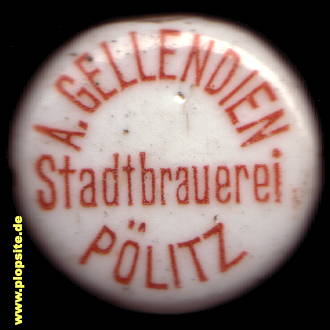 A. GELLENDIEN
Stadtbrauerei
PÖLITZ
www.plopsite.de